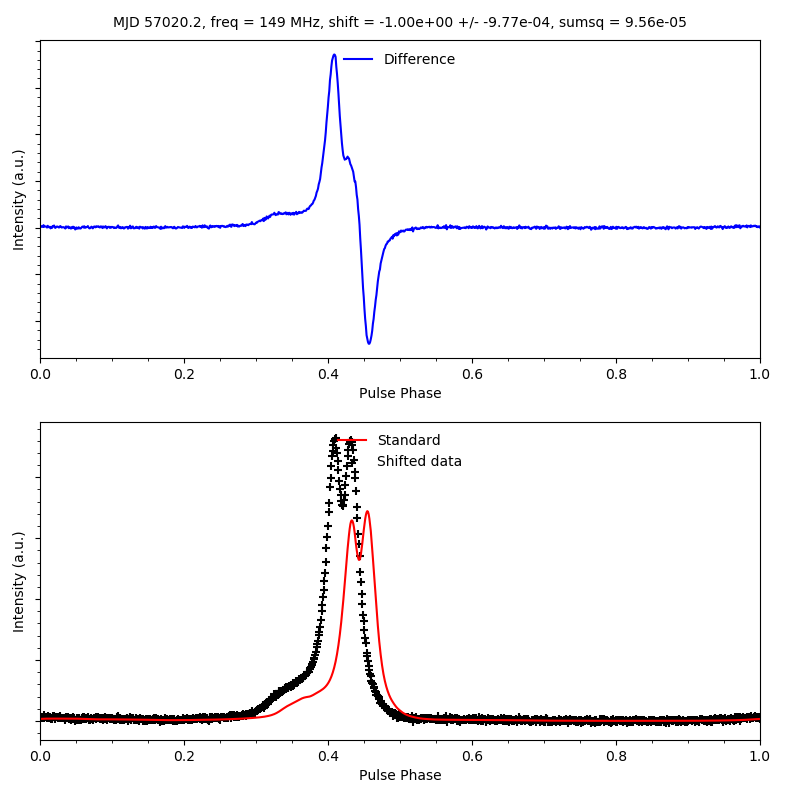 MJD 57020.2, freq = 149 MHz, shift = -1.00e+00 +/- -9.77e-04, sumsq = 9.56e-05
Difference
Intensity (a.u.)
0.0 0.2 0.4 0.6 0.8 1.0
Pulse Phase
Standard
Shifted data
Intensity (a.u.)
0.0 0.2 0.4 0.6 0.8 1.0
Pulse Phase